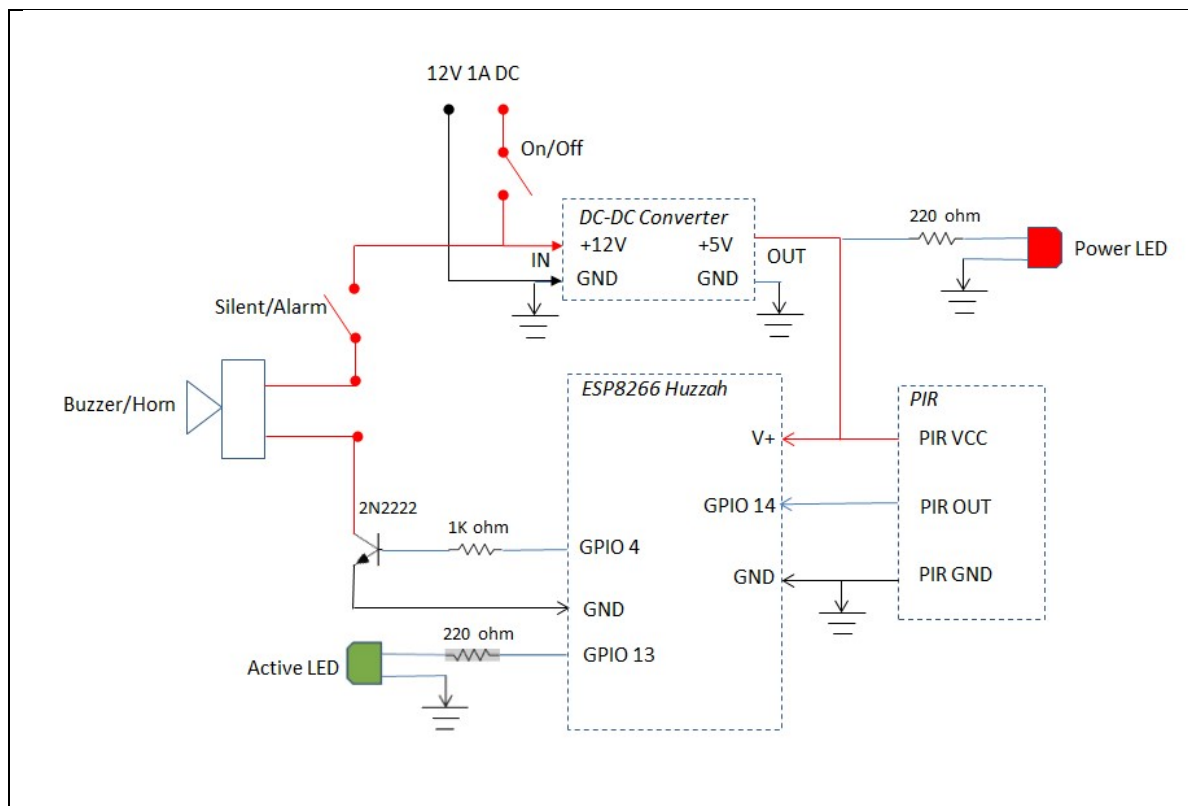 12V 1A DC
On/Off
DC-DC Converter
220 ohm
+12V
+5V
Power LED
IN
OUT
GND
GND
Silent/Alarm
ESP8266 Huzzah
PIR
Buzzer/Horn
V+
PIR VCC
2N2222
GPIO 14
PIR OUT
1K ohm
GPIO 4
GND
PIR GND
GND
220 ohm
GPIO 13
Active LED